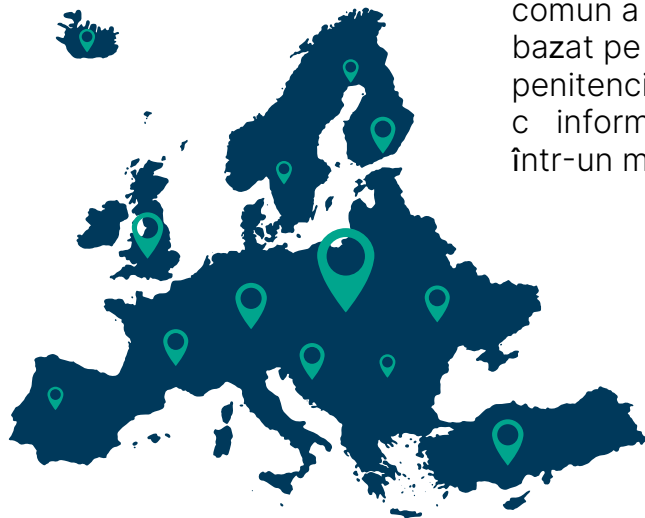 comun a
bazat pe
penitenci
c inform
într-un m